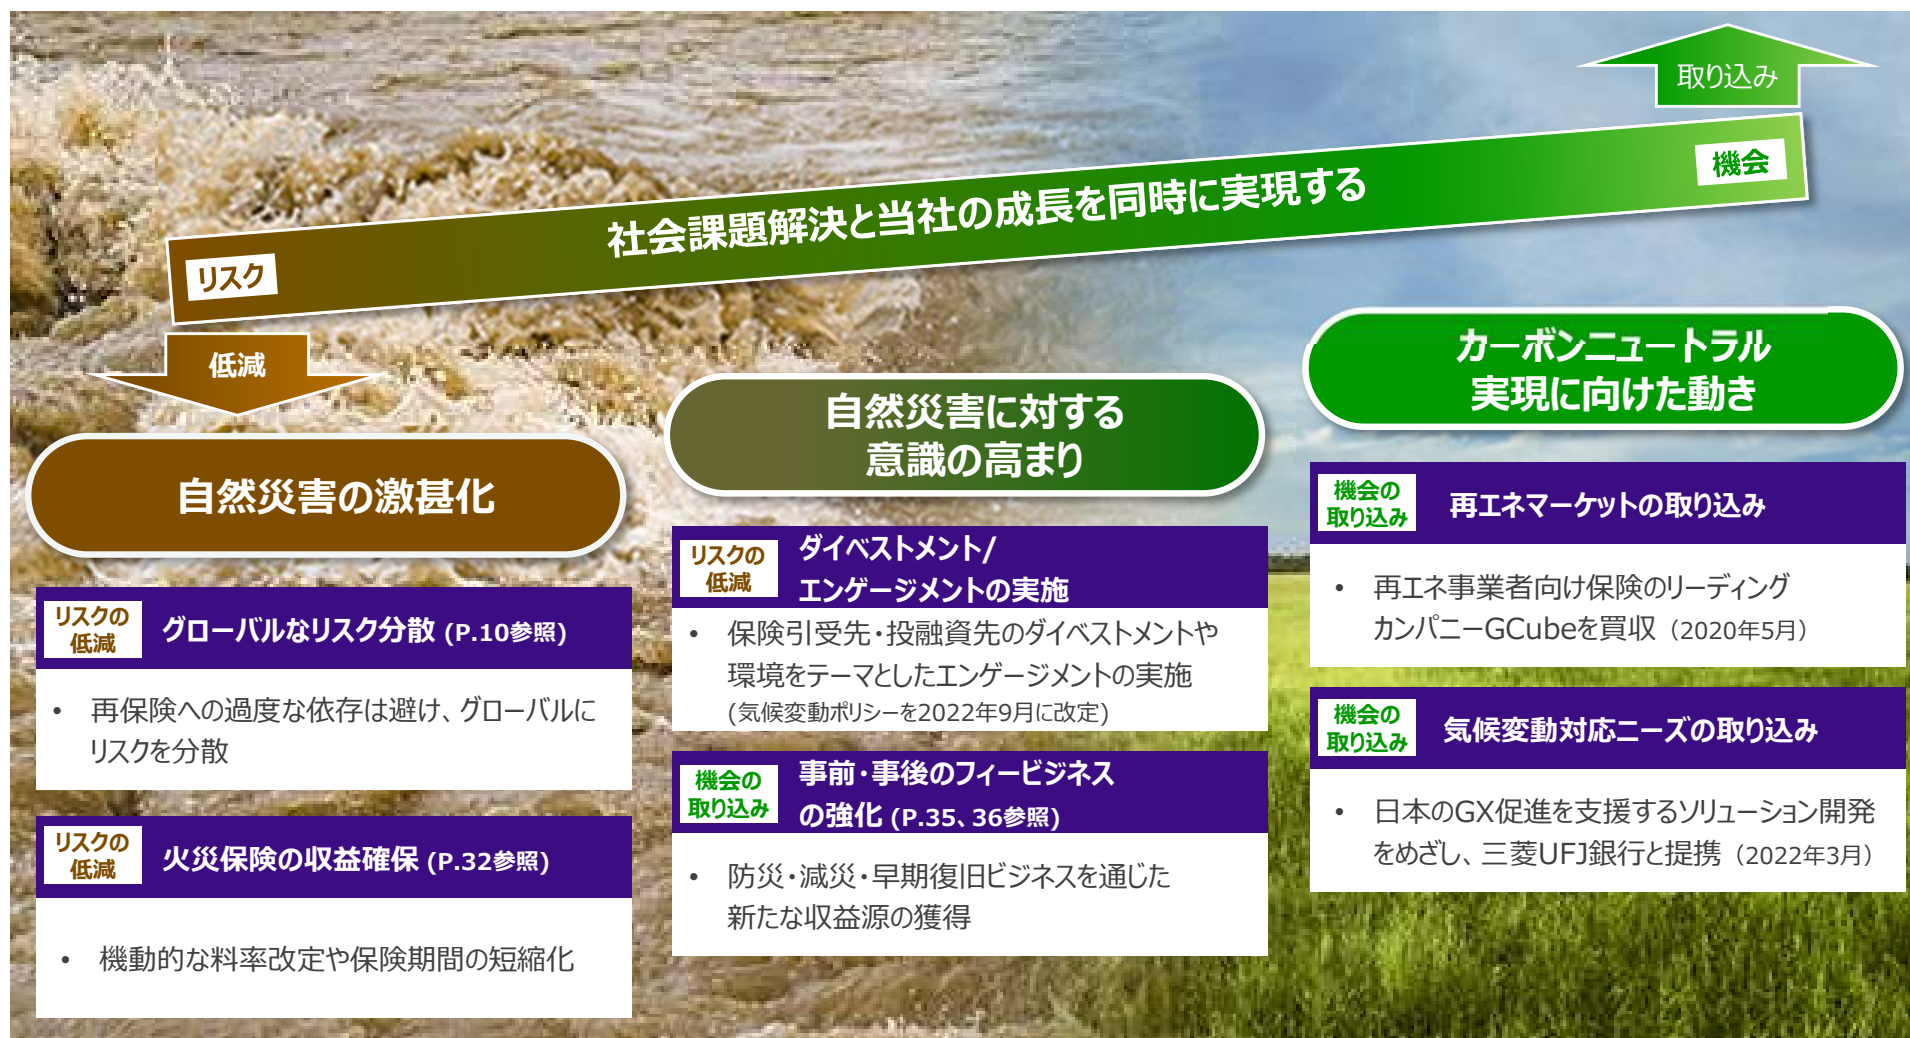 取り込み
機会
社会課題解決と当社の成長を同時に実現する
リスク
低減
自然災害の激甚化
リスクの
低減
グローバルなリスク分散 (P.10参照)
• 再保険への過度な依存は避け、グローバルに
リスクを分散
リスクの
低減
火災保険の収益確保 (P.32参照)
• 機動的な料率改定や保険期間の短縮化
自然災害に対する
意識の高まり
リスクの
低減
ダイベストメント/
エンゲージメントの実施
• 保険引受先・投融資先のダイベストメントや
環境をテーマとしたエンゲージメントの実施
(気候変動ポリシーを2022年9月に改定)
機会の
取り込み
事前・事後のフィービジネス
の強化 (P.35、36参照)
• 防災・減災・早期復旧ビジネスを通じた
新たな収益源の獲得
カーボンニュートラル
実現に向けた動き
機会の
取り込み
再エネマーケットの取り込み
• 再エネ事業者向け保険のリーディング
カンパニーGCubeを買収（2020年5月）
機会の
取り込み
気候変動対応ニーズの取り込み
• 日本のGX促進を支援するソリューション開発
をめざし、三菱UFJ銀行と提携（2022年3月）